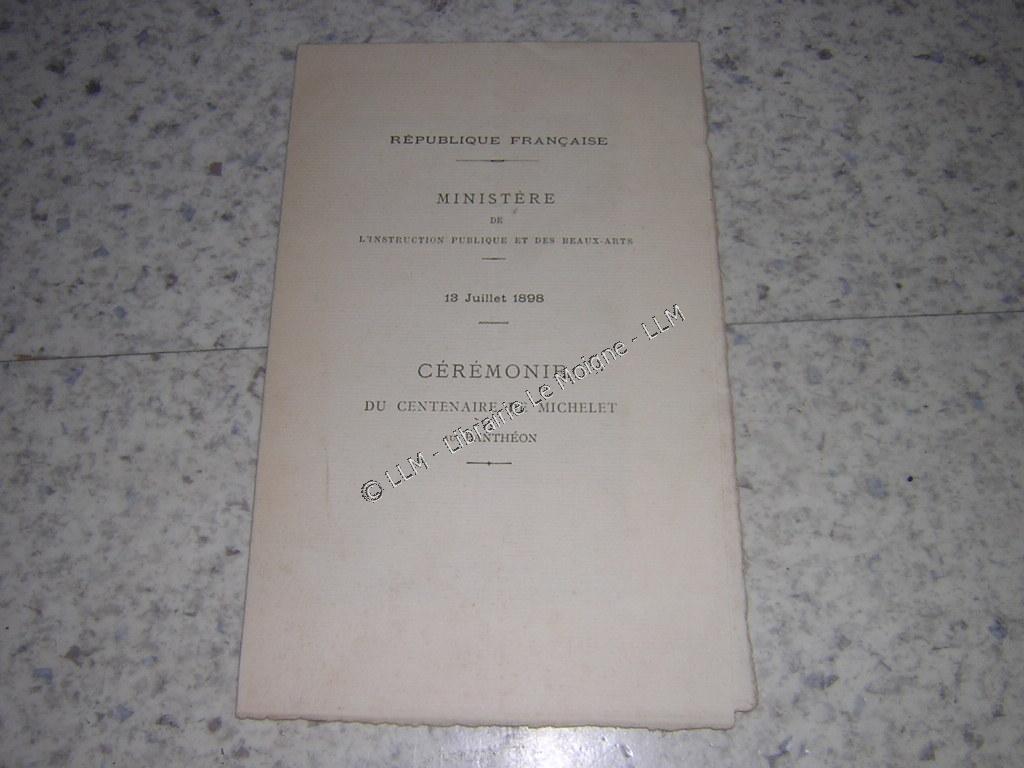 RÉPUBLIQUE FRANÇAISE
MINISTÈRE
DE
L'INSTRUCTION PUBLIQUE ET DES BEAUX-ARTS
13 Juillet 1898
CÉRÉMONIE
DU CENTENAIRE DE MICHELET
AU PANTHÉON
© LLM - Librairie Le Moigne - LLM